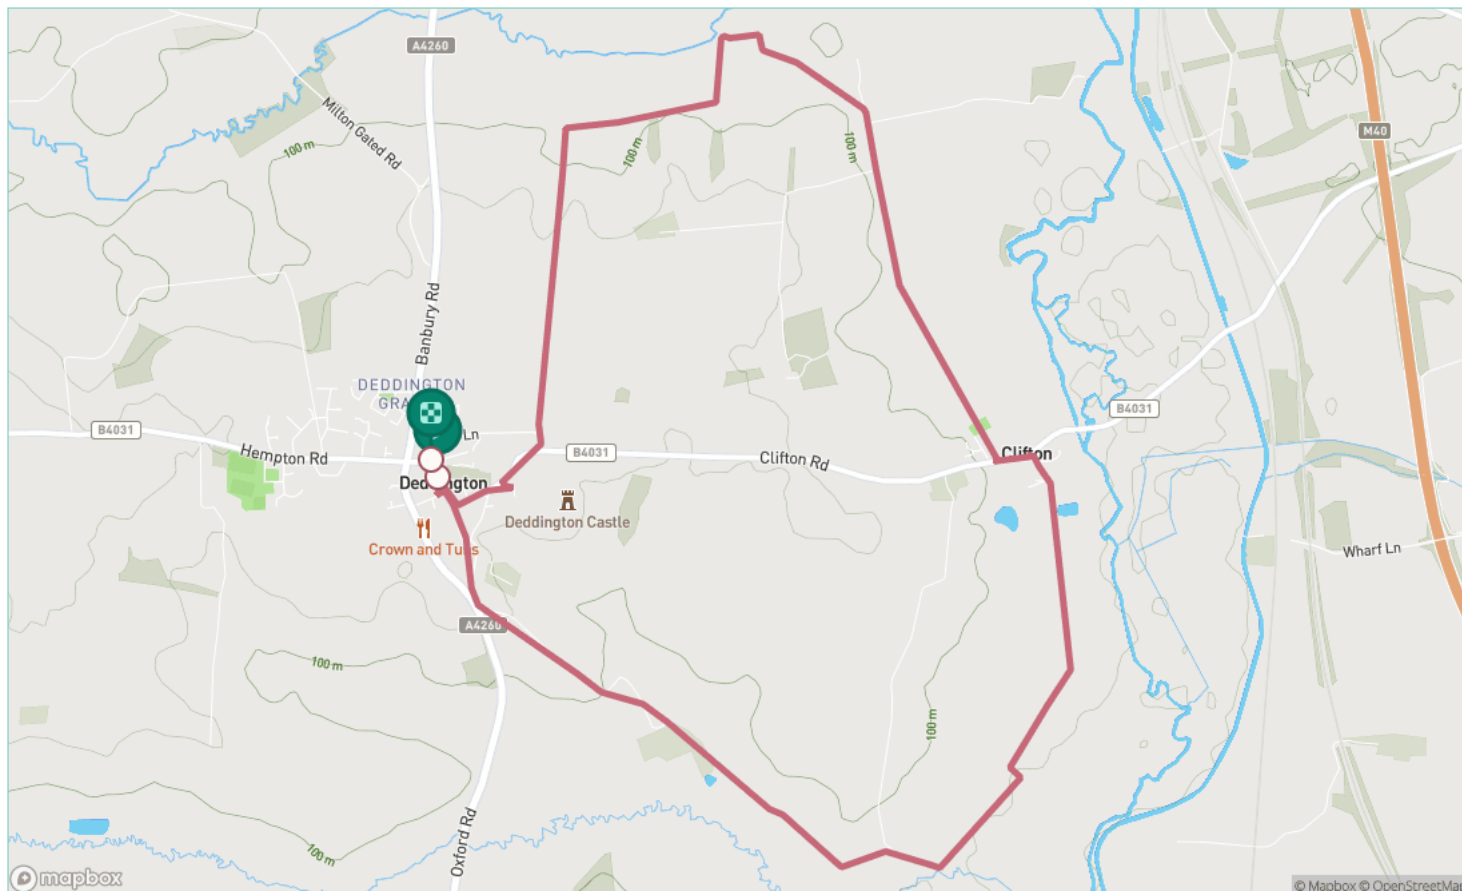 A4260
Milton Gated Rd
100 m
100 m
100 m
M40
Banbury Rd
DEDDINGTON
B4031
B4031
Hempton Rd
B4031
Clifton Rd
Clifton
Deddington
Deddington Castle
Crown and Tuns
Wharf Ln
A4260
100 m
100 m
Oxford Rd
100 m
mapbox
© Mapbox © OpenStreetMap